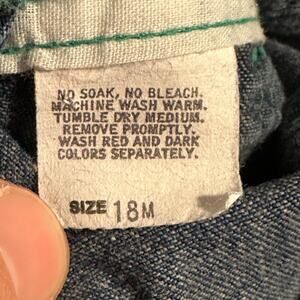 NO SOAK, NO BLEACH.
MACHINE WASH WARM.
TUMBLE DRY MEDIUM.
REMOVE PROMPTLY.
WASH RED AND DARK
COLORS SEPARATELY.
SIZE 18M